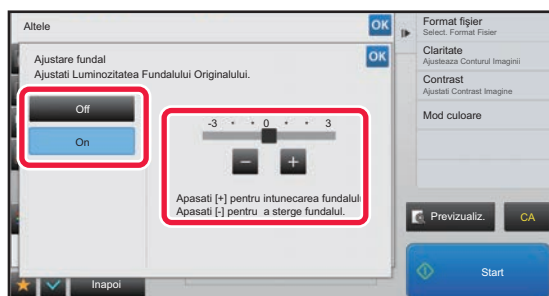 Altele
OK
Ajustare fundal
Ajustati Luminozitatea Fundalului Originalului.
OK
Off
On
-3 0 3
− +
Apasati [+] pentru intunecarea
Apasati [-] pentru a sterge fundalul.
Inapoi
Format fişier
Select. Format Fisier
Claritate
Ajusteaza Conturul Imaginii
Contrast
Ajustati Contrast Imagine
Mod culoare
Previzualiz.
CA
Start